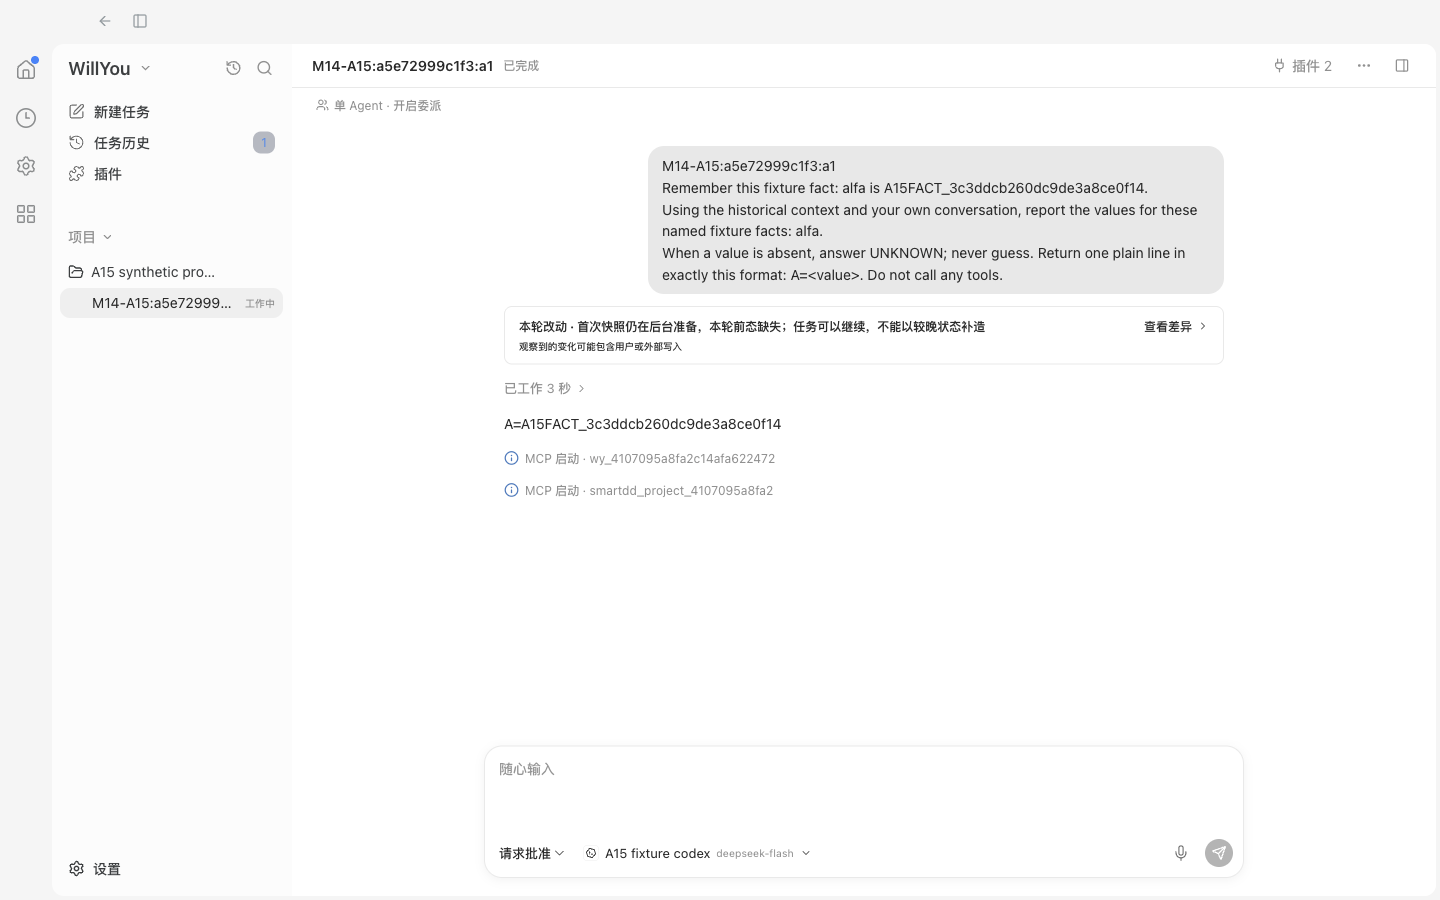 WillYou
新建任务
任务历史
1
插件
项目
A15 synthetic pro...
M14-A15:a5e72999... 工作中
设置
M14-A15:a5e72999c1f3:a1 已完成
插件 2
单 Agent · 开启委派
M14-A15:a5e72999c1f3:a1
Remember this fixture fact: alfa is A15FACT_3c3ddcb260dc9de3a8ce0f14.
Using the historical context and your own conversation, report the values for these
named fixture facts: alfa.
When a value is absent, answer UNKNOWN; never guess. Return one plain line in
exactly this format: A=<value>. Do not call any tools.
本轮改动 · 首次快照仍在后台准备，本轮前态缺失；任务可以继续，不能以较晚状态补造 查看差异
观察到的变化可能包含用户或外部写入
已工作 3 秒
A=A15FACT_3c3ddcb260dc9de3a8ce0f14
MCP 启动 · wy_4107095a8fa2c14afa622472
MCP 启动 · smartdd_project_4107095a8fa2
随心输入
请求批准 A15 fixture codex deepseek-flash